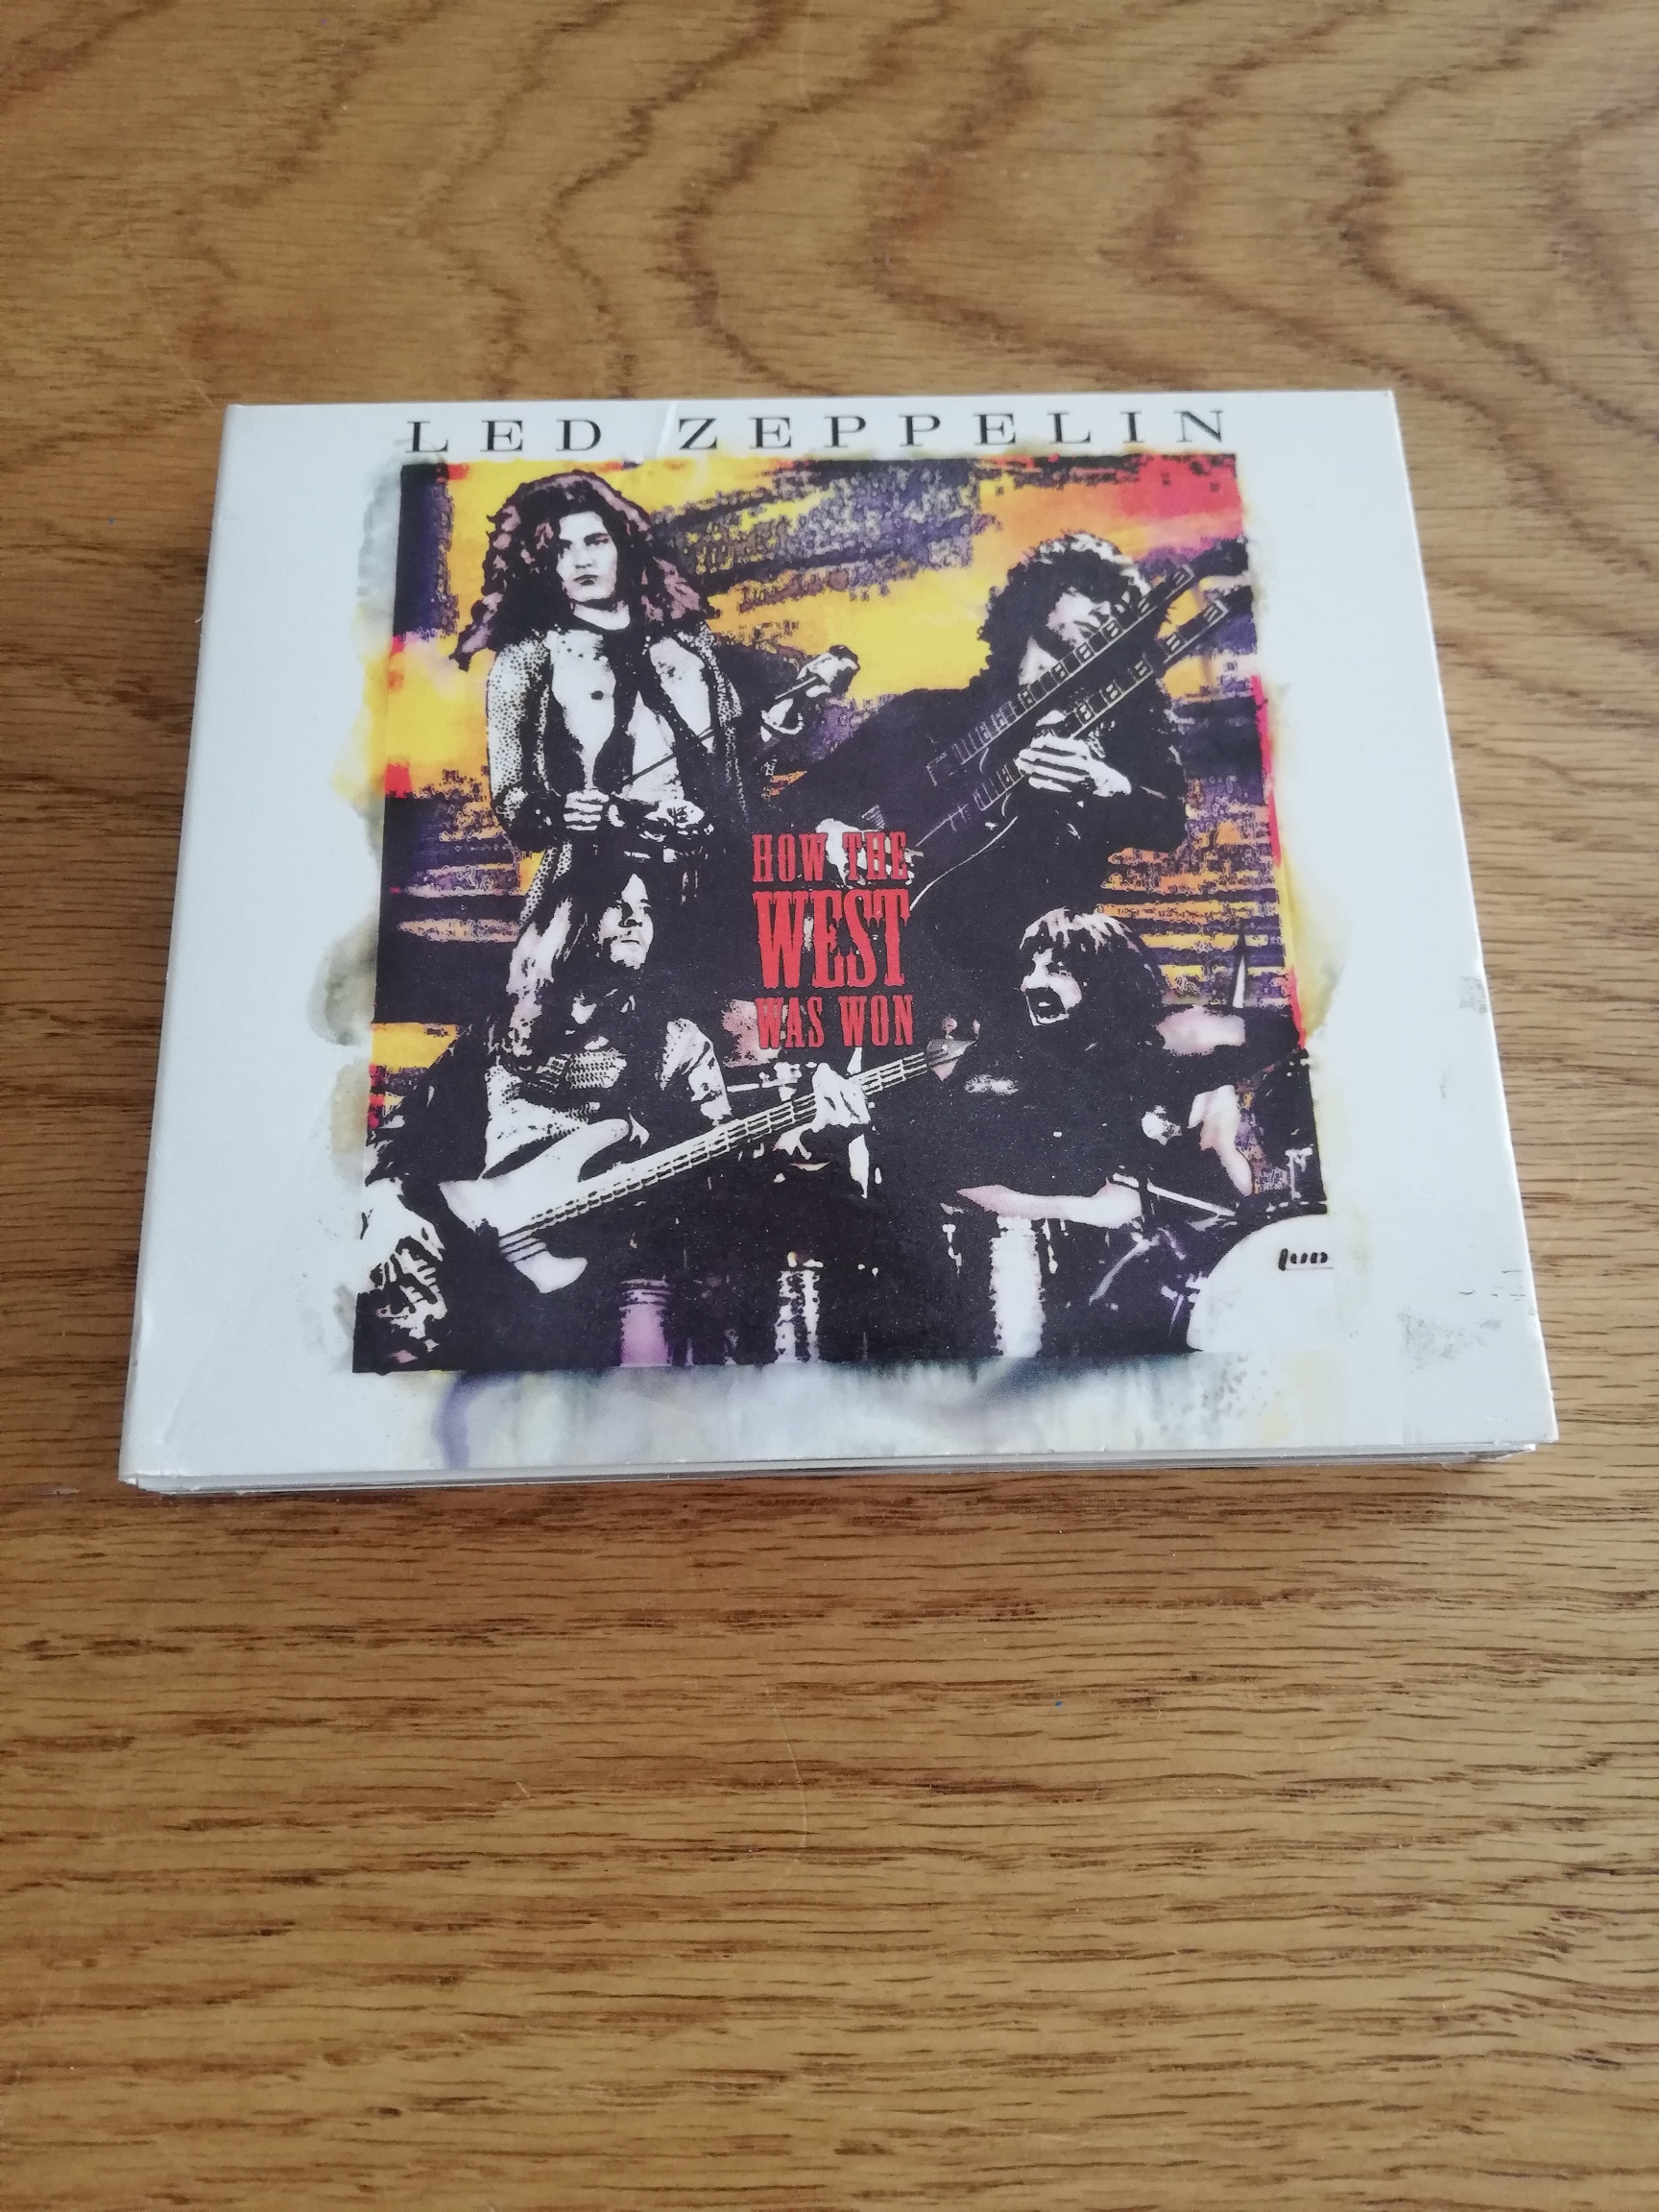 LED ZEPPELIN
HOW THE
WEST
WAS WON